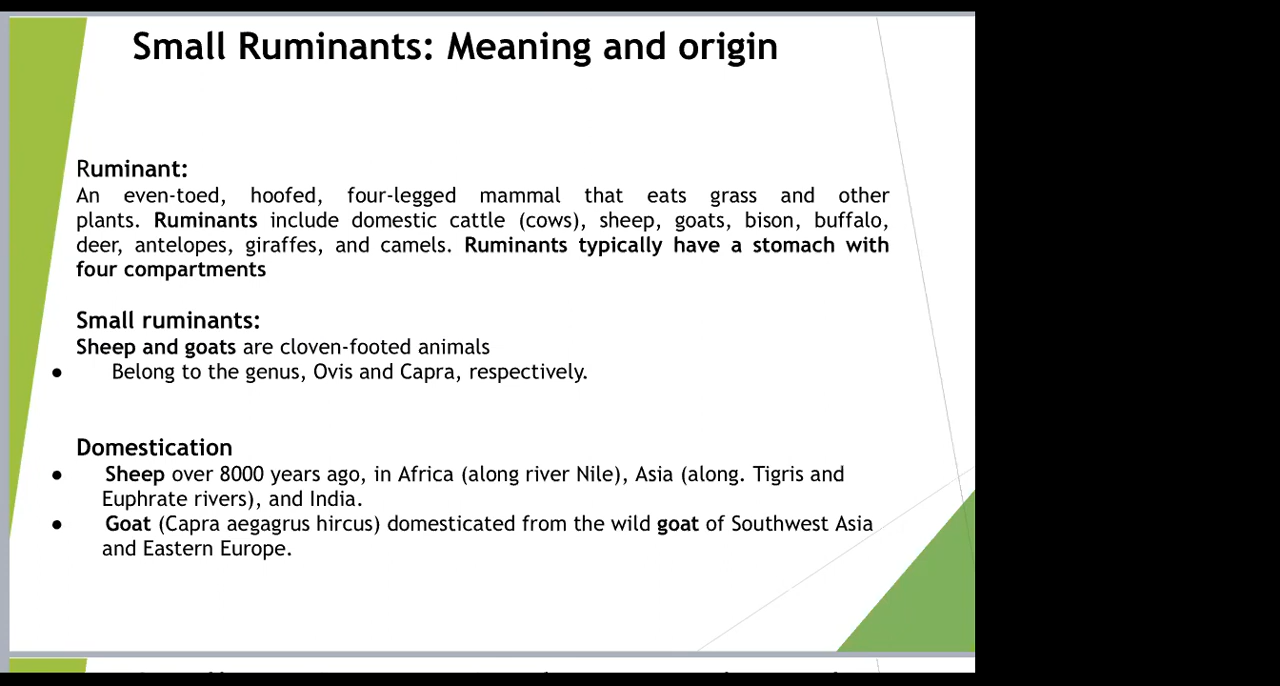 Small Ruminants: Meaning and origin
Ruminant:
An even-toed, hoofed, four-legged mammal that eats grass and other
plants. Ruminants include domestic cattle (cows), sheep, goats, bison, buffalo,
deer, antelopes, giraffes, and camels. Ruminants typically have a stomach with
four compartments
Small ruminants:
Sheep and goats are cloven-footed animals
● Belong to the genus, Ovis and Capra, respectively.
Domestication
● Sheep over 8000 years ago, in Africa (along river Nile), Asia (along. Tigris and
Euphrate rivers), and India.
● Goat (Capra aegagrus hircus) domesticated from the wild goat of Southwest Asia
and Eastern Europe.